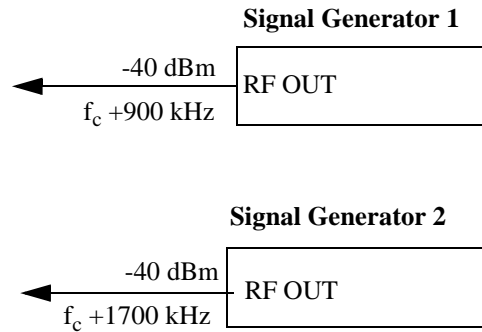 Signal Generator 1
-40 dBm
RF OUT
fc +900 kHz
Signal Generator 2
-40 dBm
RF OUT
fc +1700 kHz